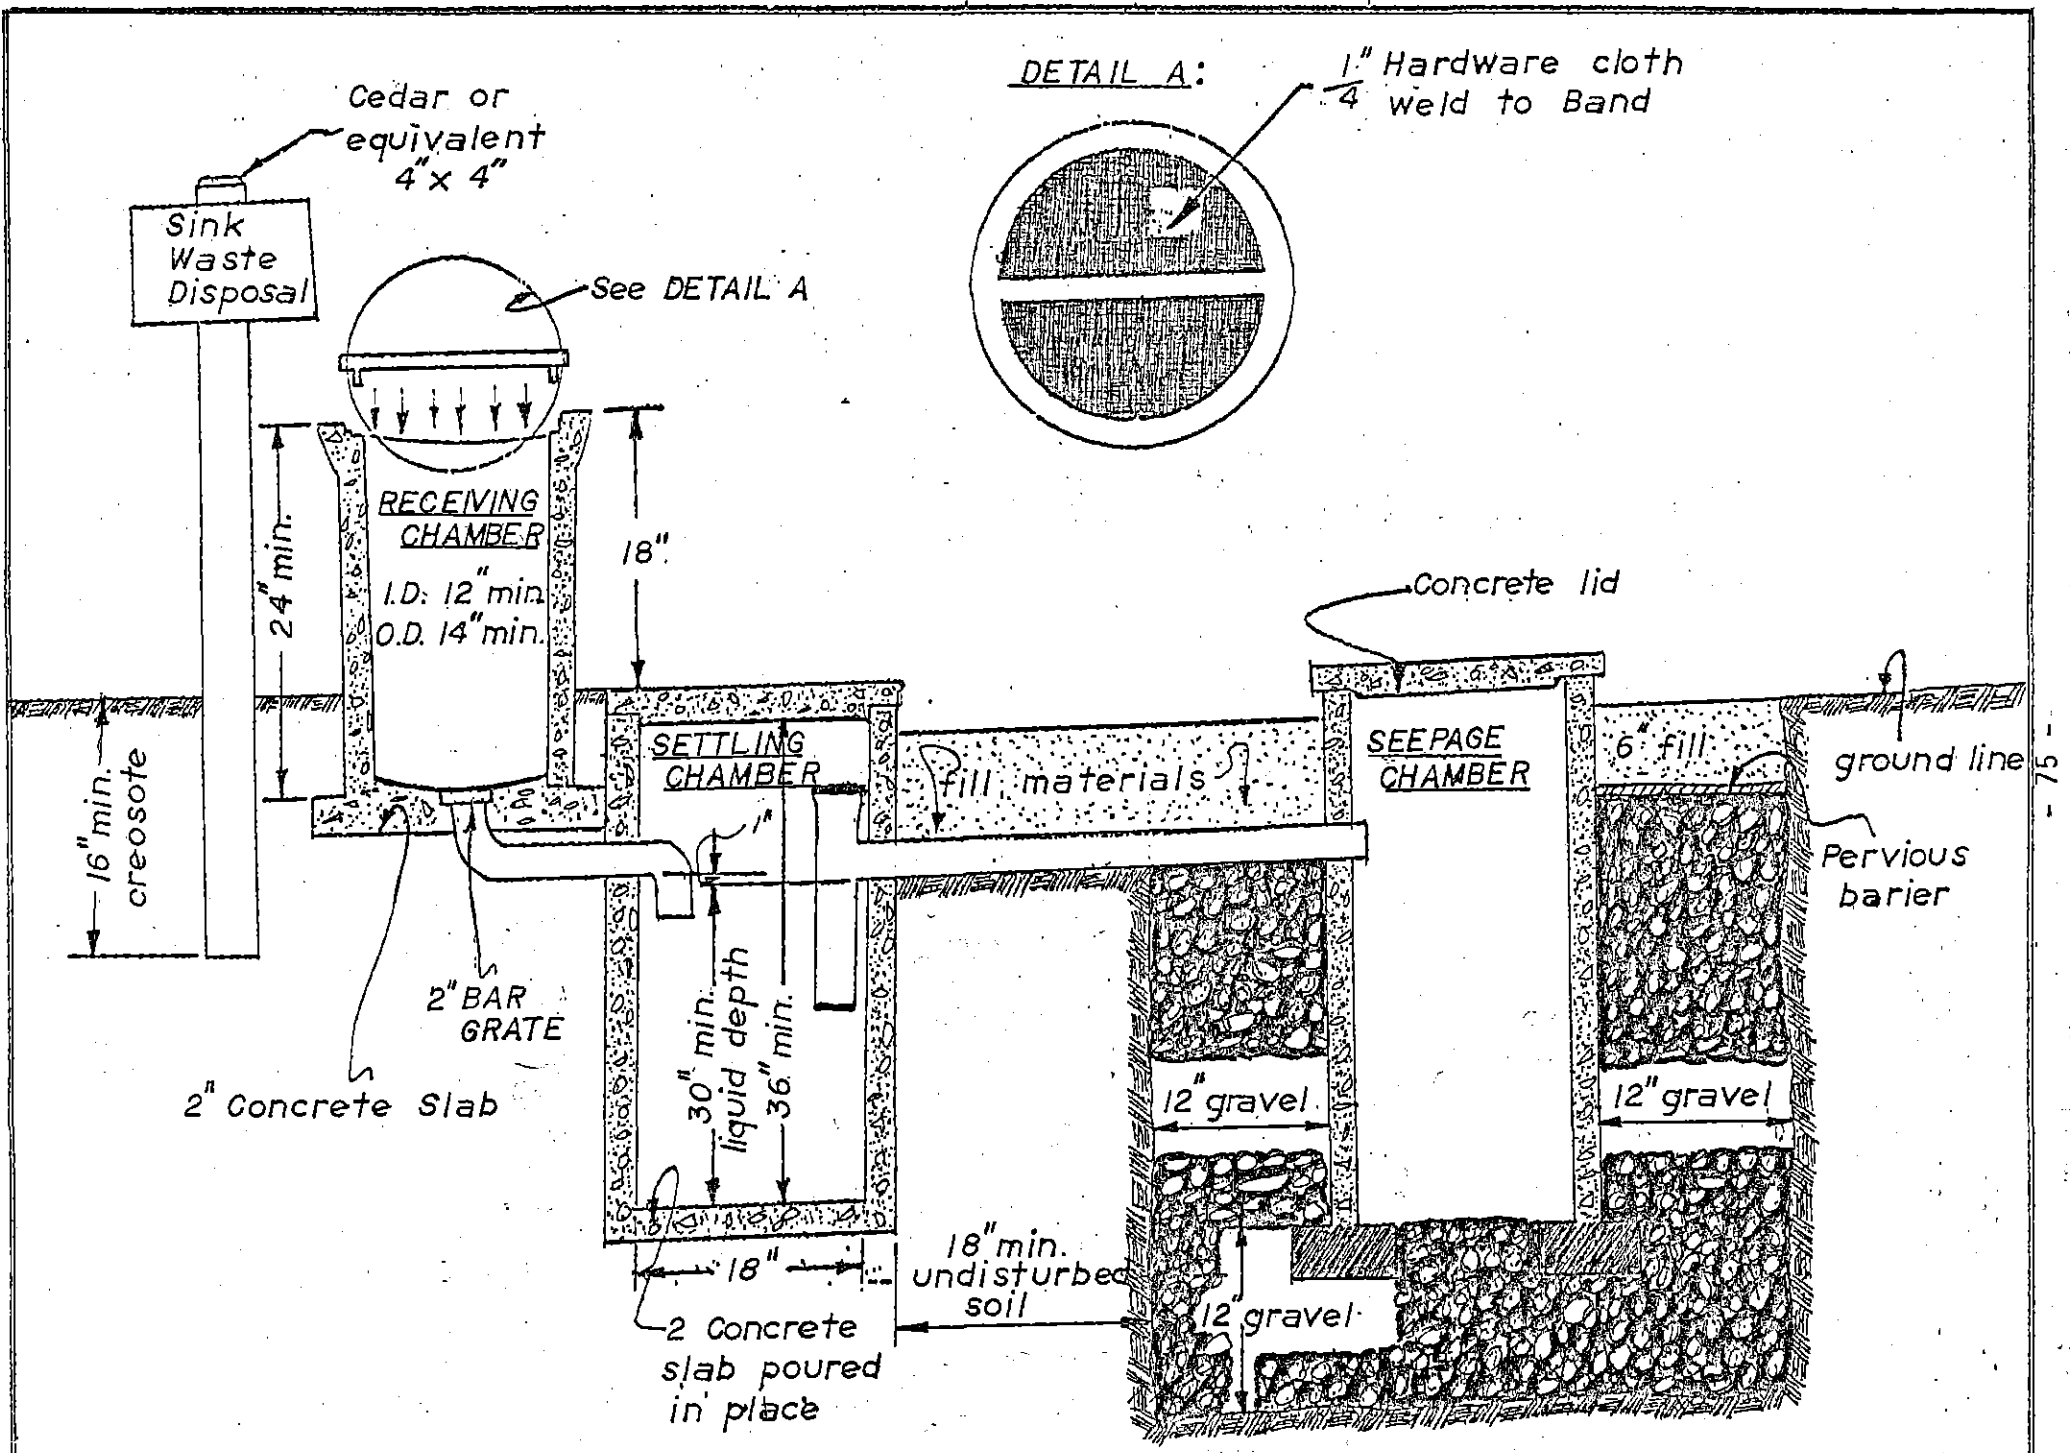 DETAIL A:
1/4" Hardware cloth
Weld to Band
Cedar or
equivalent
4" x 4"
Sink
Waste
Disposal
See DETAIL A
RECEIVING
CHAMBER
I.D: 12" min
O.D. 14" min.
24" min.
18"
Concrete lid
16" min.
creosote
SETTLING
CHAMBER
fill materials
SEEPAGE
CHAMBER
6" fill
ground line
- 75 -
1"
Pervious
barier
2" BAR
GRATE
2" Concrete Slab
30" min.
liquid depth
36" min.
12" gravel
12" gravel
18"
18" min.
undisturbed
soil
12" gravel
2 Concrete
slab poured
in place